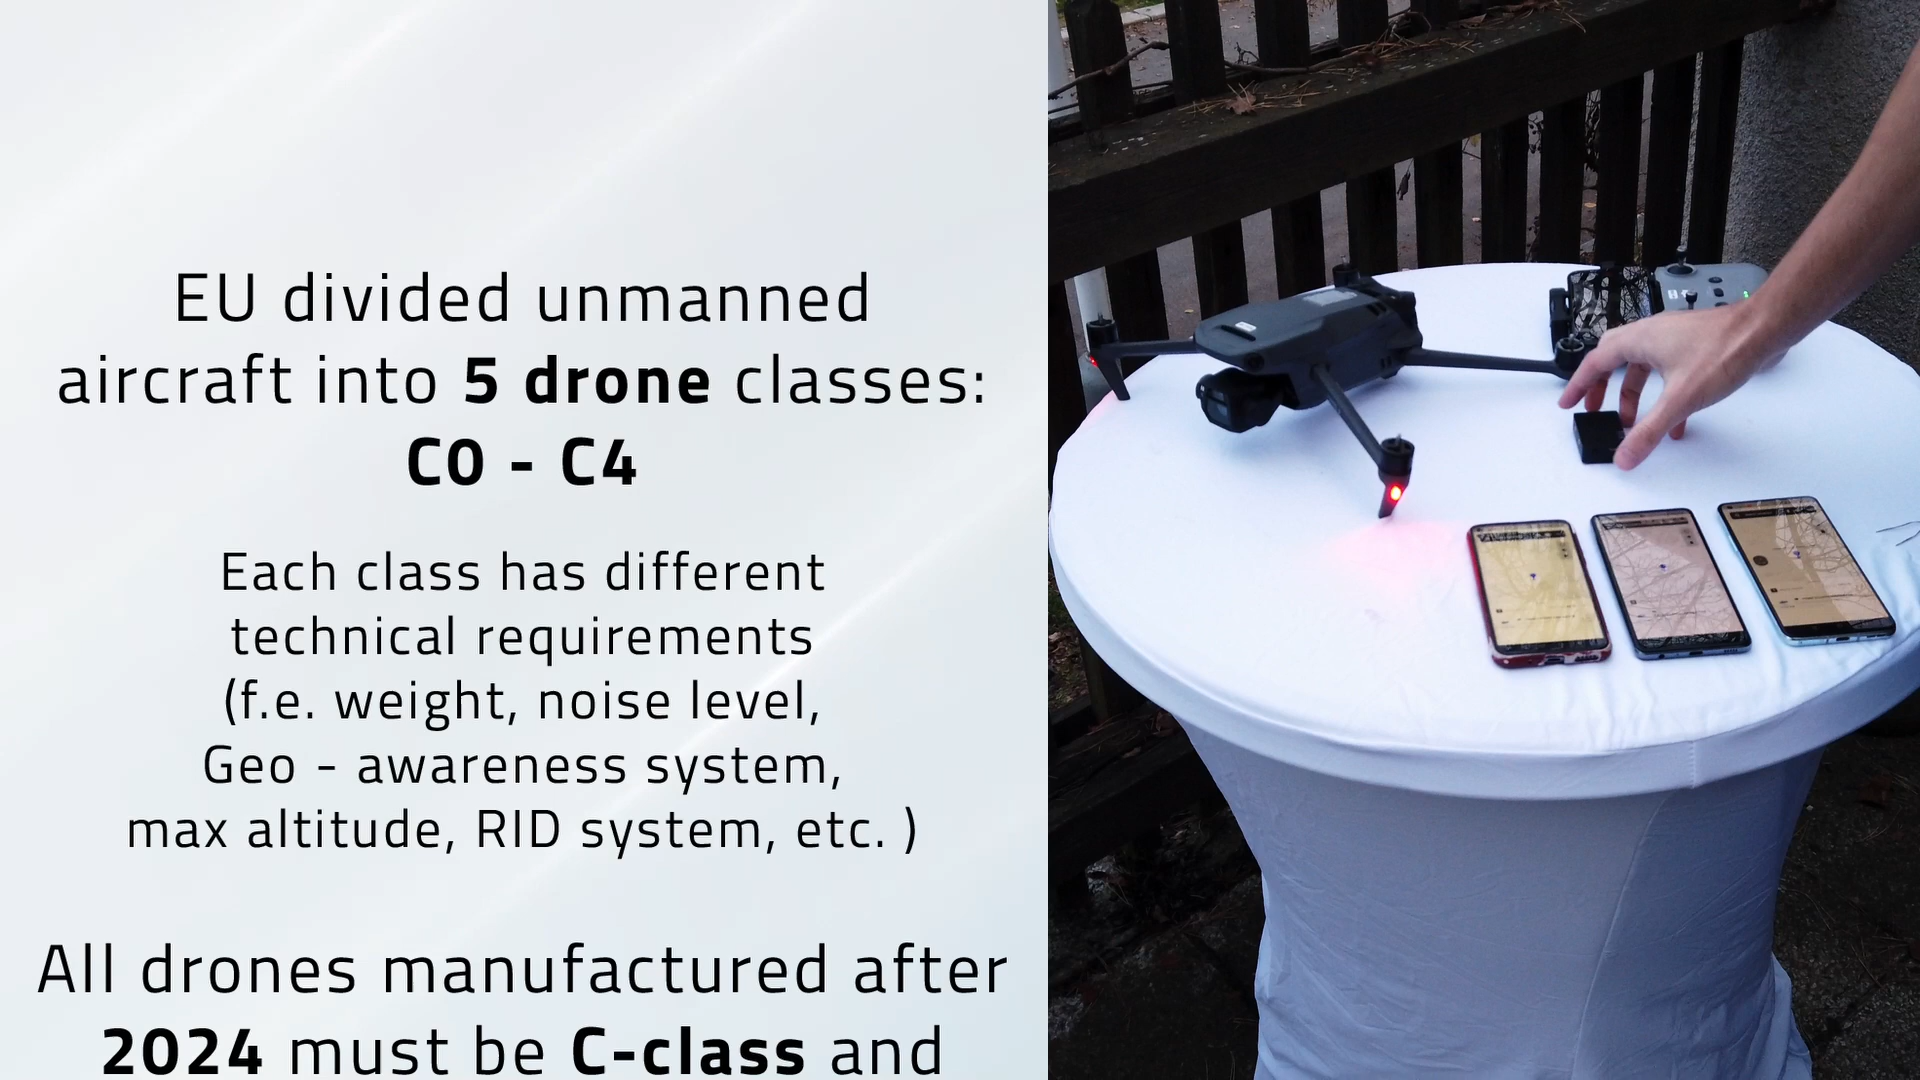 EU divided unmanned
aircraft into 5 drone classes:
C0 - C4
Each class has different
technical requirements
(f.e. weight, noise level,
Geo - awareness system,
max altitude, RID system, etc. )
All drones manufactured after
2024 must be C-class and